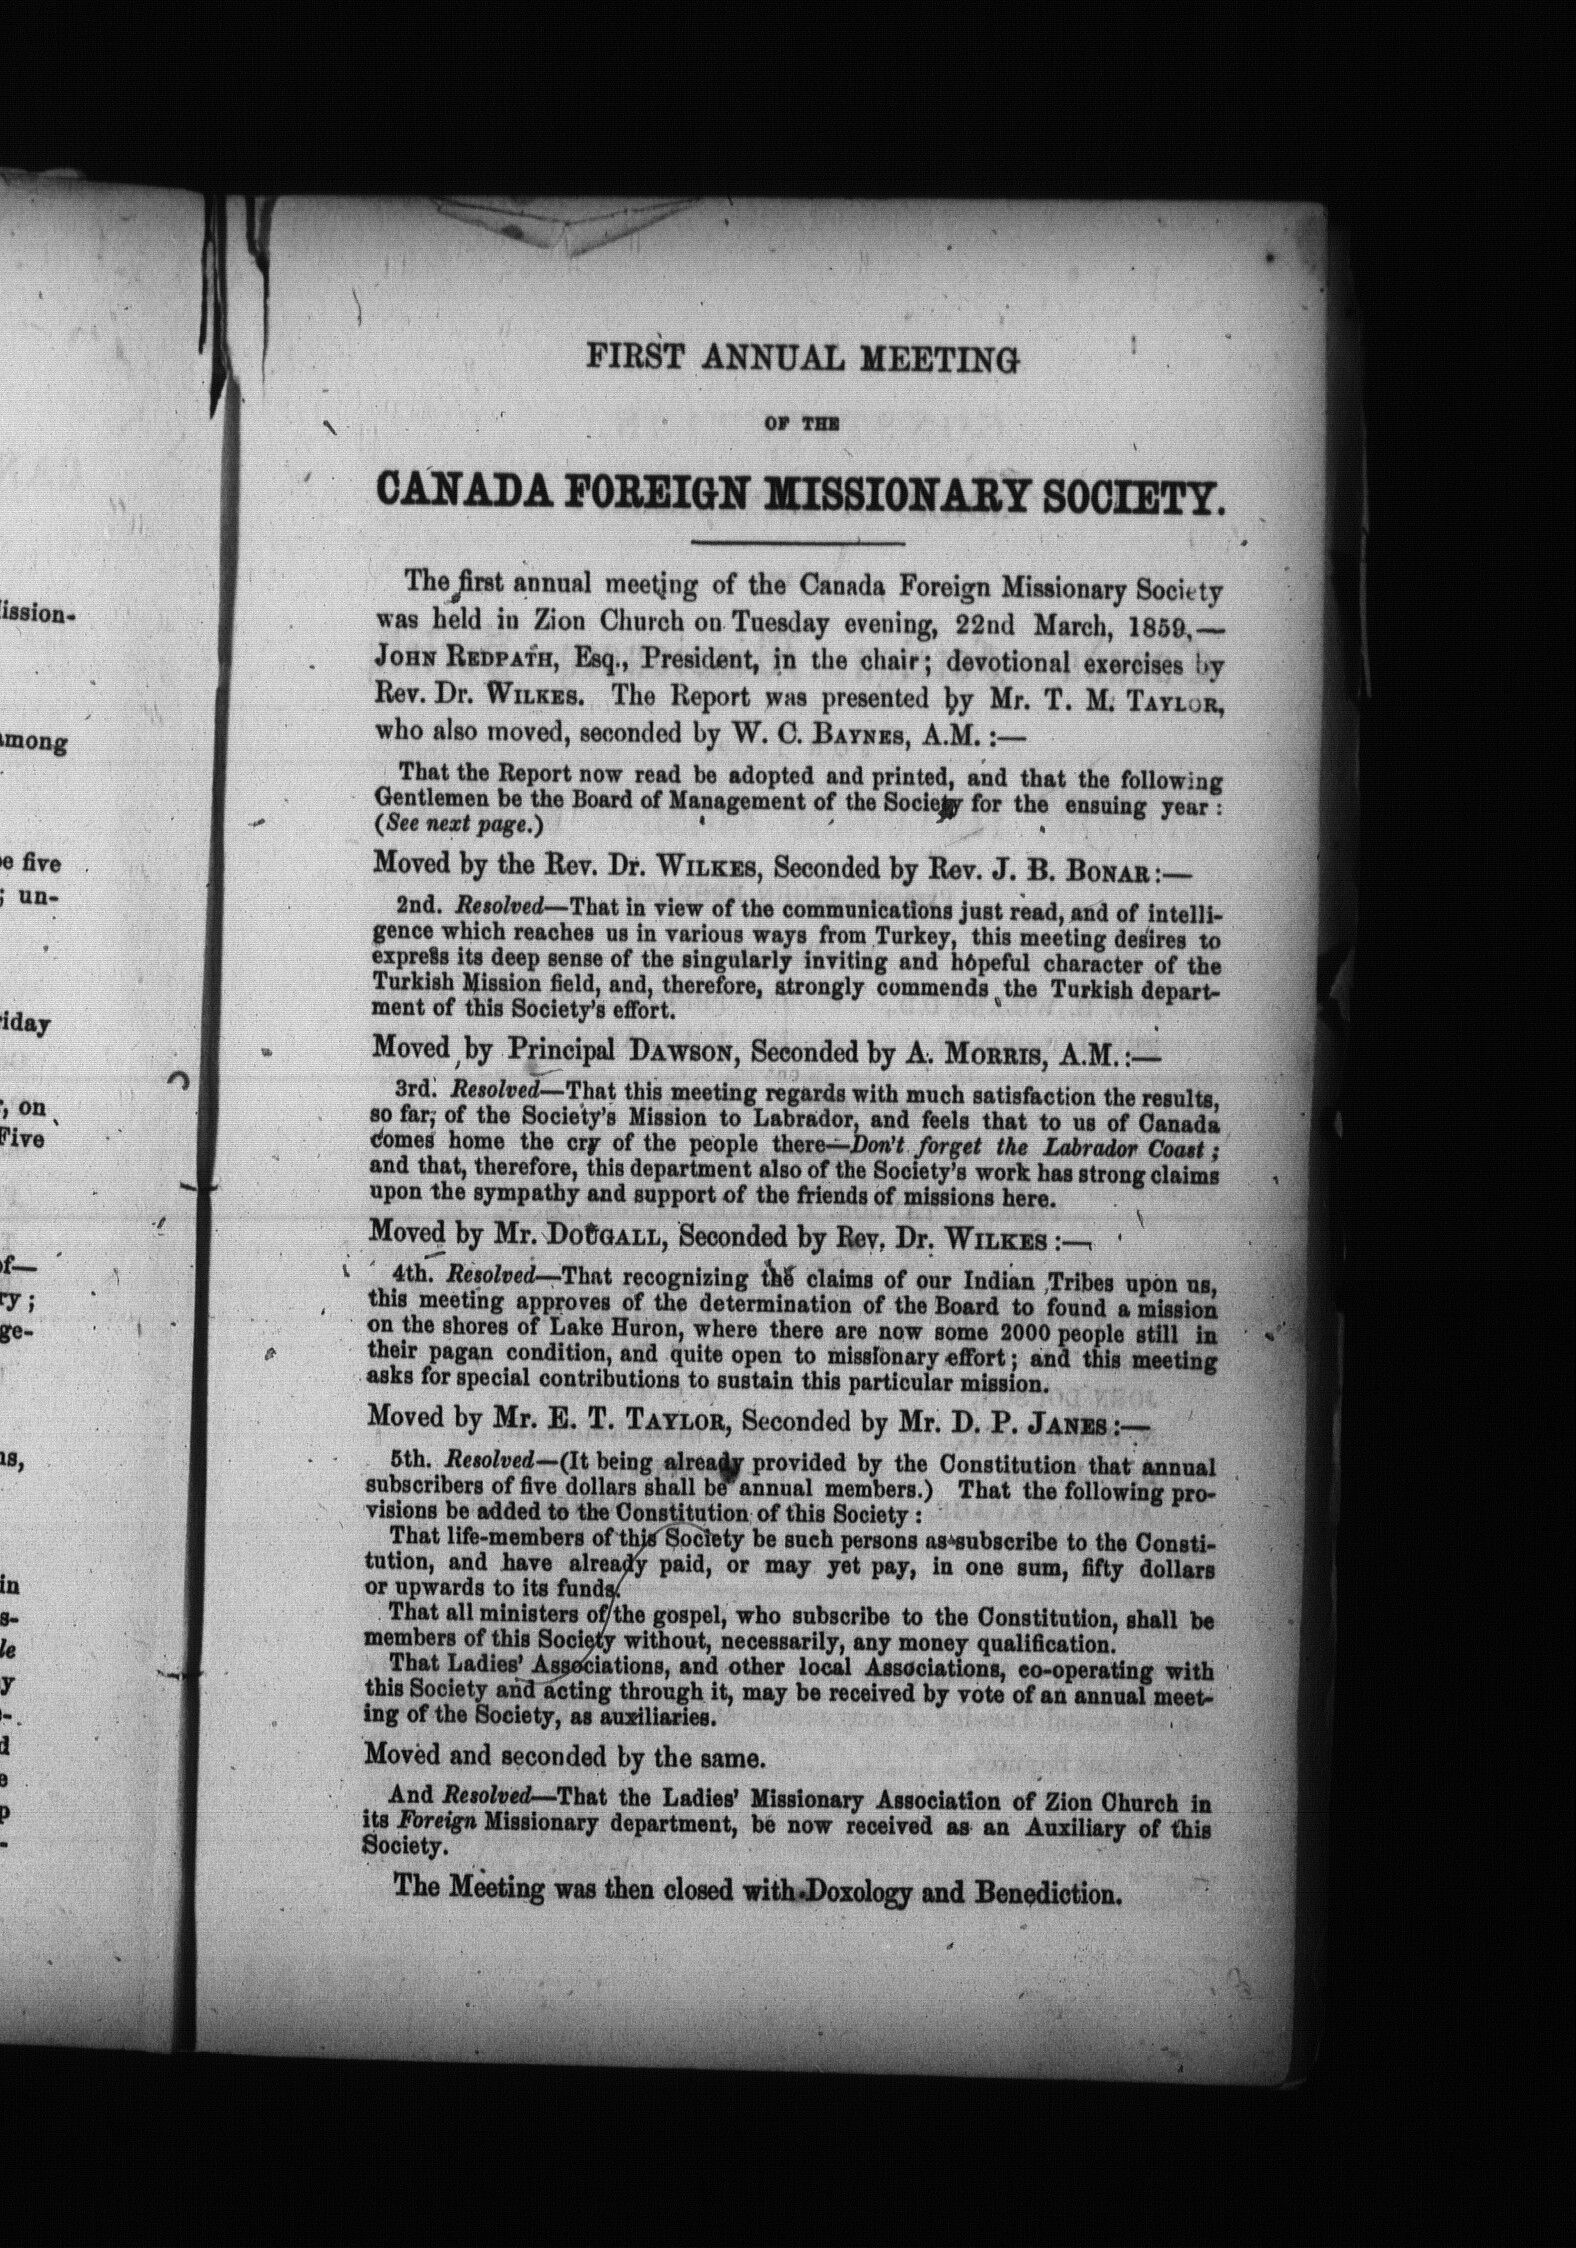 FIRST ANNUAL MEETING
OF THE
CANADA FOREIGN MISSIONARY SOCIETY.
The first annual meeting of the Canada Foreign Missionary Society
was held in Zion Church on Tuesday evening, 22nd March, 1859,—
JOHN REDPATH, Esq., President, in the chair; devotional exercises by
Rev. Dr. WILKES. The Report was presented by Mr. T. M. TAYLOR,
who also moved, seconded by W. C. BAYNES, A.M. :—
That the Report now read be adopted and printed, and that the following
Gentlemen be the Board of Management of the Society for the ensuing year :
(See next page.)
Moved by the Rev. Dr. WILKES, Seconded by Rev. J. B. BONAR :—
2nd. Resolved—That in view of the communications just read, and of intelli-
gence which reaches us in various ways from Turkey, this meeting desires to
express its deep sense of the singularly inviting and hopeful character of the
Turkish Mission field, and, therefore, strongly commends the Turkish depart-
ment of this Society's effort.
Moved by Principal DAWSON, Seconded by A. MORRIS, A.M. :—
3rd. Resolved—That this meeting regards with much satisfaction the results,
so far, of the Society's Mission to Labrador, and feels that to us of Canada
comes home the cry of the people there—Don't forget the Labrador Coast ;
and that, therefore, this department also of the Society's work has strong claims
upon the sympathy and support of the friends of missions here.
Moved by Mr. DOUGALL, Seconded by Rev. Dr. WILKES :—
4th. Resolved—That recognizing the claims of our Indian Tribes upon us,
this meeting approves of the determination of the Board to found a mission
on the shores of Lake Huron, where there are now some 2000 people still in
their pagan condition, and quite open to missionary effort ; and this meeting
asks for special contributions to sustain this particular mission.
Moved by Mr. E. T. TAYLOR, Seconded by Mr. D. P. JANES :—
5th. Resolved—(It being already provided by the Constitution that annual
subscribers of five dollars shall be annual members.) That the following pro-
visions be added to the Constitution of this Society :
That life-members of this Society be such persons as subscribe to the Consti-
tution, and have already paid, or may yet pay, in one sum, fifty dollars
or upwards to its funds.
That all ministers of the gospel, who subscribe to the Constitution, shall be
members of this Society without, necessarily, any money qualification.
That Ladies' Associations, and other local Associations, co-operating with
this Society and acting through it, may be received by vote of an annual meet-
ing of the Society, as auxiliaries.
Moved and seconded by the same.
And Resolved—That the Ladies' Missionary Association of Zion Church in
its Foreign Missionary department, be now received as an Auxiliary of this
Society.
The Meeting was then closed with Doxology and Benediction.